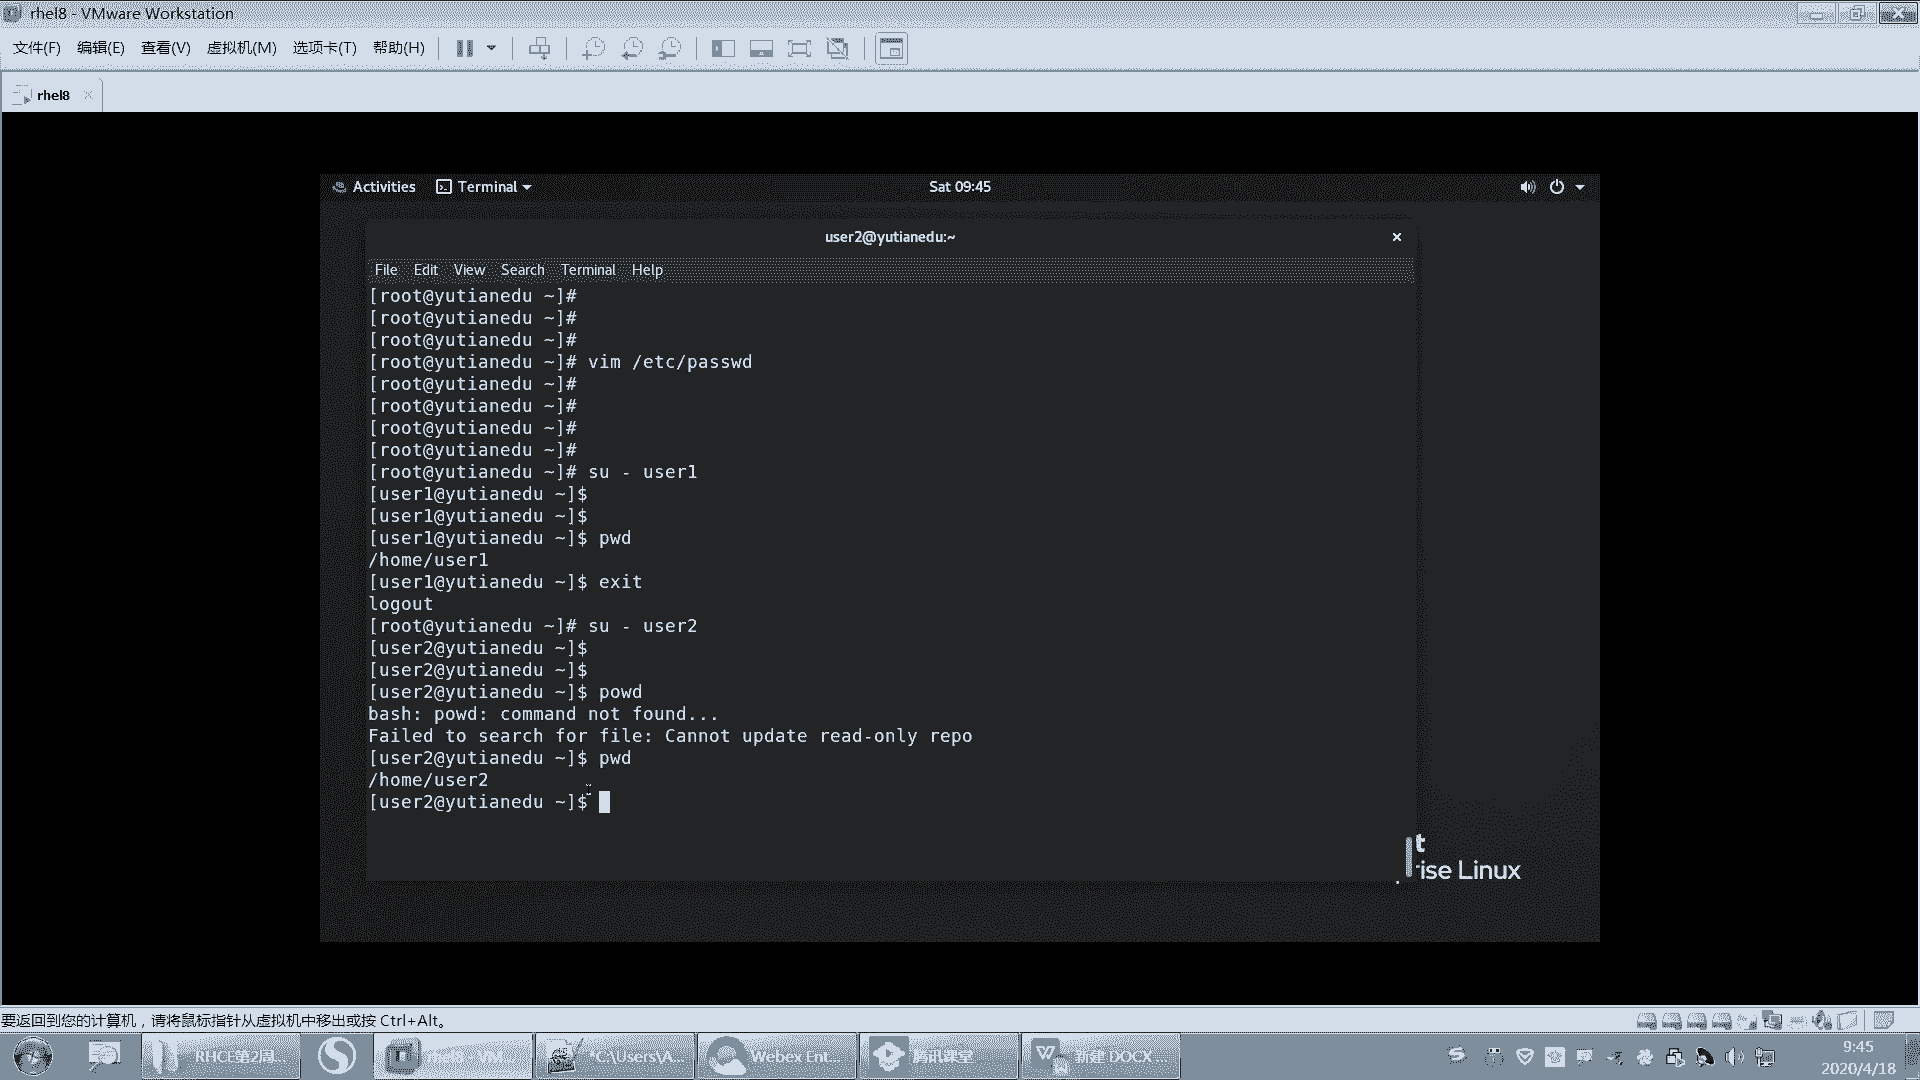 rhel8 - VMware Workstation
文件(F) 编辑(E) 查看(V) 虚拟机(M) 选项卡(T) 帮助(H)
rhel8
Activities Terminal Sat 09:45
user2@yutianedu:~
File Edit View Search Terminal Help
[root@yutianedu ~]#
[root@yutianedu ~]#
[root@yutianedu ~]#
[root@yutianedu ~]# vim /etc/passwd
[root@yutianedu ~]#
[root@yutianedu ~]#
[root@yutianedu ~]#
[root@yutianedu ~]#
[root@yutianedu ~]# su - user1
[user1@yutianedu ~]$
[user1@yutianedu ~]$
[user1@yutianedu ~]$ pwd
/home/user1
[user1@yutianedu ~]$ exit
logout
[root@yutianedu ~]# su - user2
[user2@yutianedu ~]$
[user2@yutianedu ~]$
[user2@yutianedu ~]$ powd
bash: powd: command not found...
Failed to search for file: Cannot update read-only repo
[user2@yutianedu ~]$ pwd
/home/user2
[user2@yutianedu ~]$
t
rise Linux
要返回到您的计算机，请将鼠标指针从虚拟机中移出或按 Ctrl+Alt。
RHCE第2周... rhel8 - VM... *C:\Users\A... Webex Ent... 腾讯课堂 新建 DOCX ...
9:45
2020/4/18